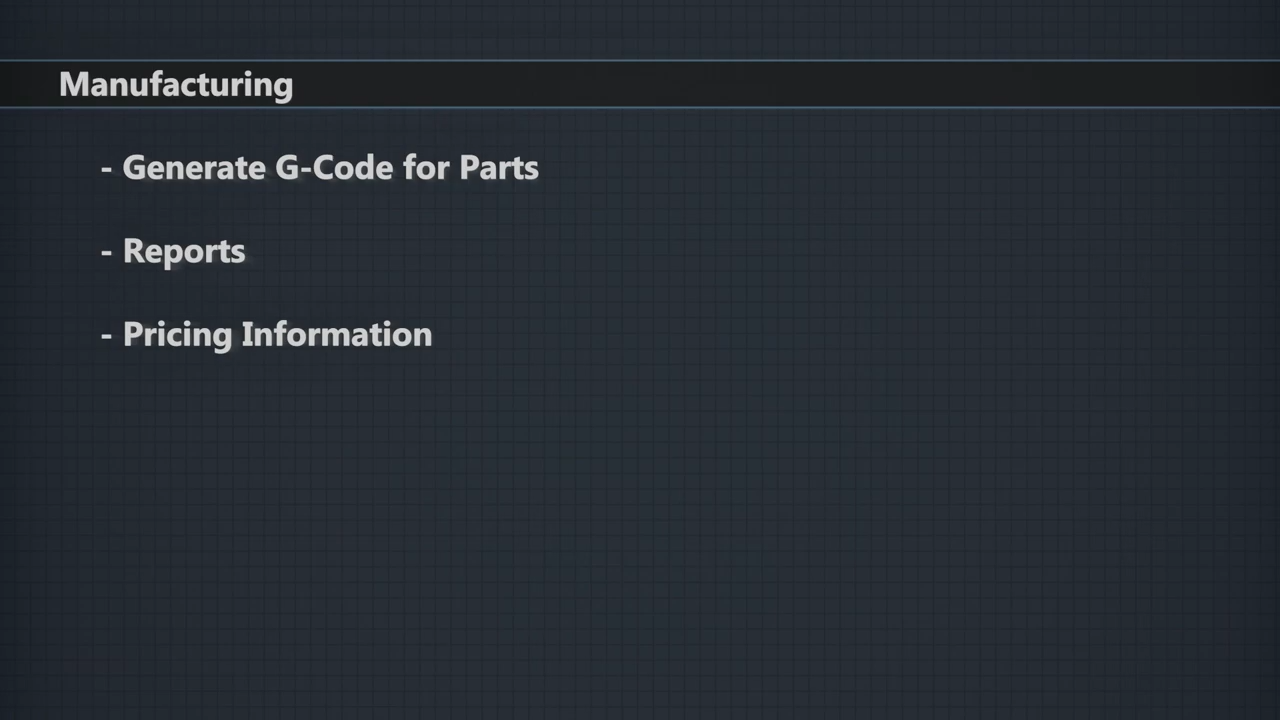 Manufacturing
- Generate G-Code for Parts
- Reports
- Pricing Information